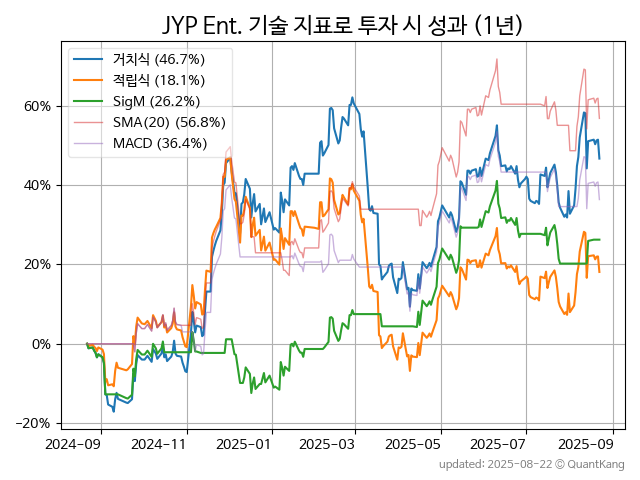 JYP Ent. 기술 지표로 투자 시 성과 (1년)
거치식 (46.7%)
적립식 (18.1%)
SigM (26.2%)
SMA(20) (56.8%)
MACD (36.4%)
60%
40%
20%
0%
−20%
2024-09 2024-11 2025-01 2025-03 2025-05 2025-07 2025-09
updated: 2025-08-22 © QuantKang